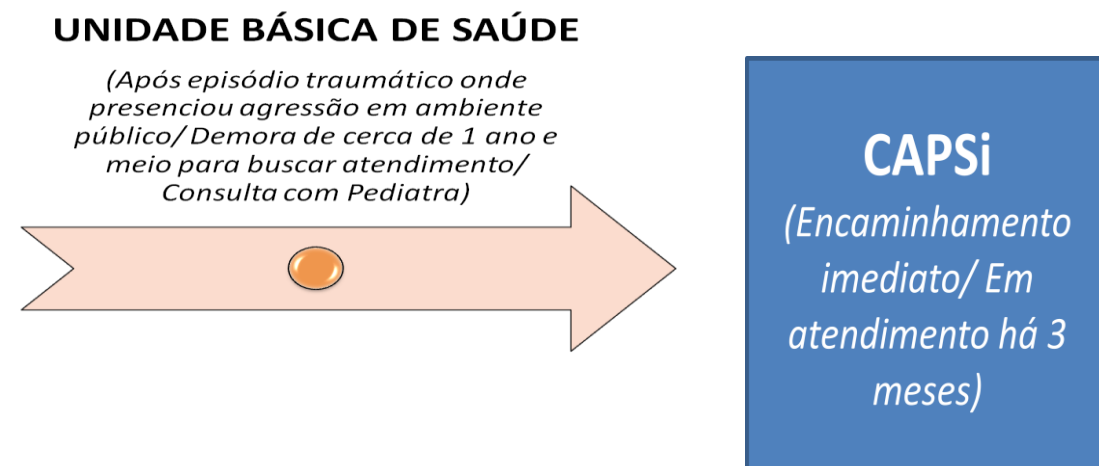 UNIDADE BÁSICA DE SAÚDE
(Após episódio traumático onde
presenciou agressão em ambiente
público/ Demora de cerca de 1 ano e
meio para buscar atendimento/
Consulta com Pediatra)
CAPSi
(Encaminhamento
imediato/ Em
atendimento há 3
meses)